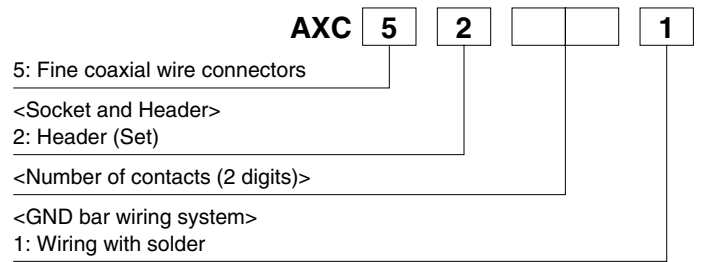 AXC 5 2 1
5: Fine coaxial wire connectors
<Socket and Header>
2: Header (Set)
<Number of contacts (2 digits)>
<GND bar wiring system>
1: Wiring with solder